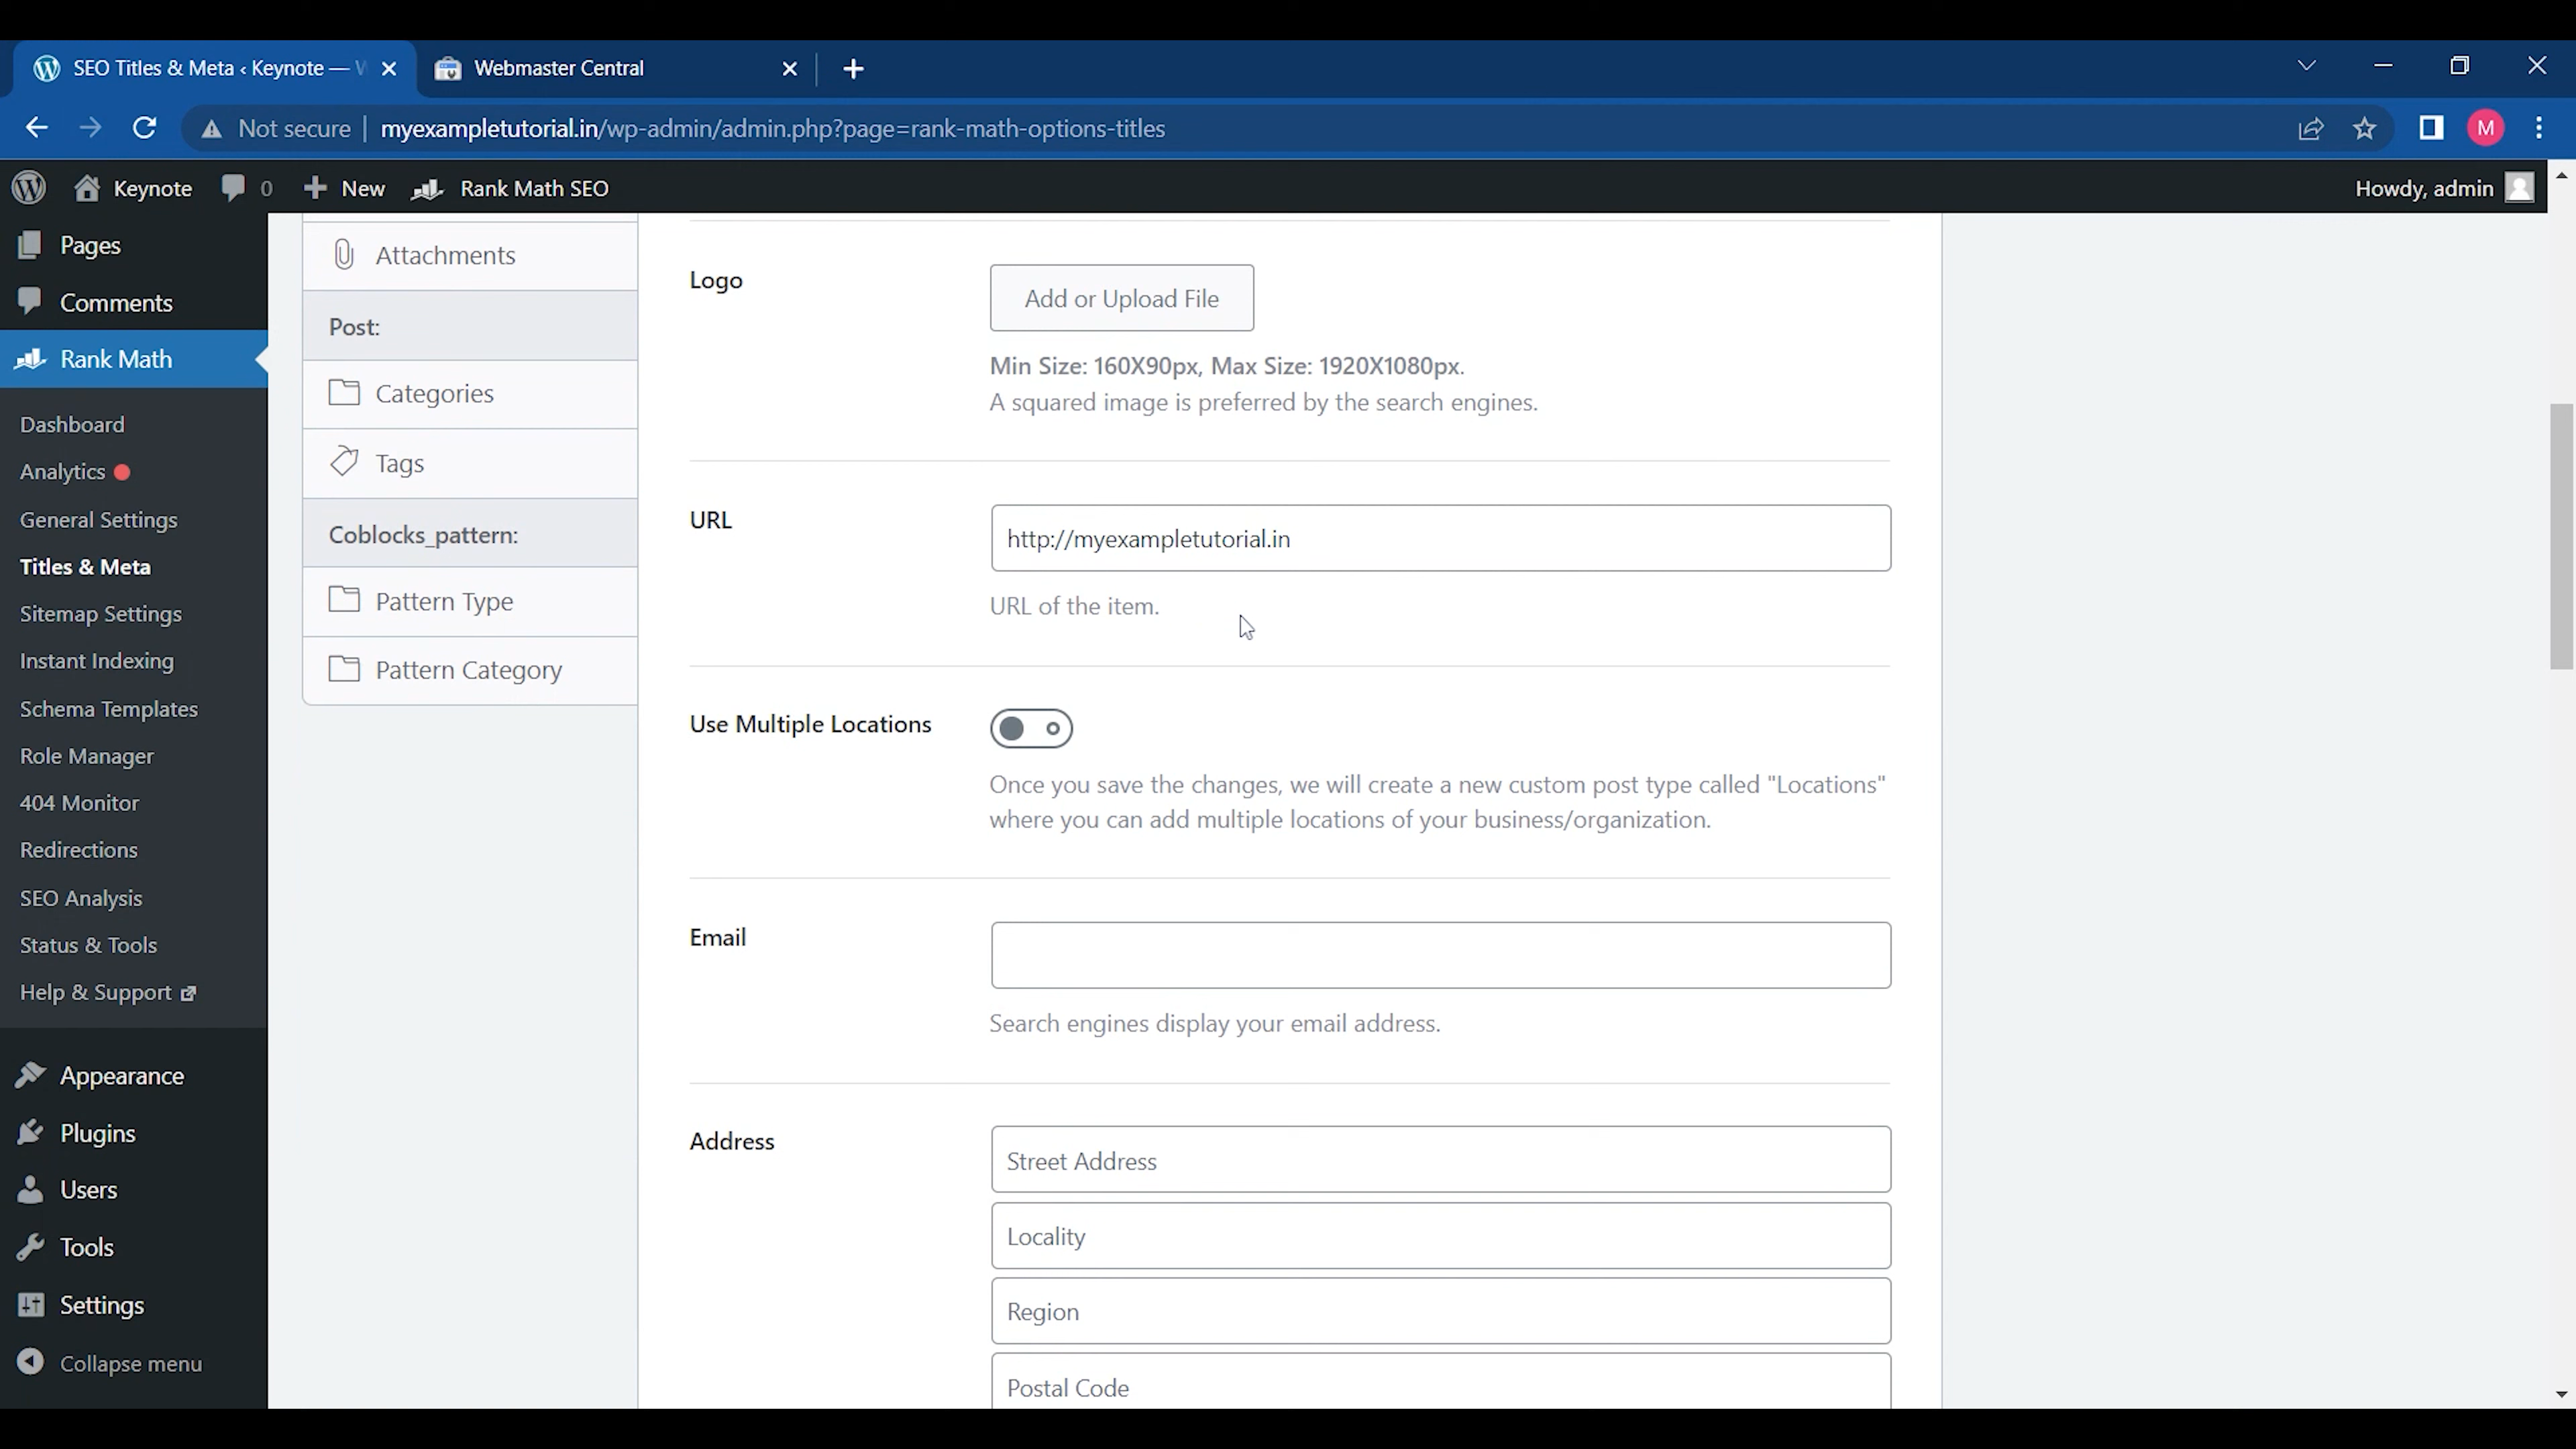 SEO Titles & Meta ‹ Keynote — W
Webmaster Central
Not secure
myexampletutorial.in/wp-admin/admin.php?page=rank-math-options-titles
M
Keynote
0
New
Rank Math SEO
Howdy, admin
Pages
Comments
Rank Math
Dashboard
Analytics
General Settings
Titles & Meta
Sitemap Settings
Instant Indexing
Schema Templates
Role Manager
404 Monitor
Redirections
SEO Analysis
Status & Tools
Help & Support
Appearance
Plugins
Users
Tools
Settings
Collapse menu
Attachments
Post:
Categories
Tags
Coblocks_pattern:
Pattern Type
Pattern Category
Logo
Add or Upload File
Min Size: 160X90px, Max Size: 1920X1080px.
A squared image is preferred by the search engines.
URL
http://myexampletutorial.in
URL of the item.
Use Multiple Locations
Once you save the changes, we will create a new custom post type called "Locations"
where you can add multiple locations of your business/organization.
Email
Search engines display your email address.
Address
Street Address
Locality
Region
Postal Code